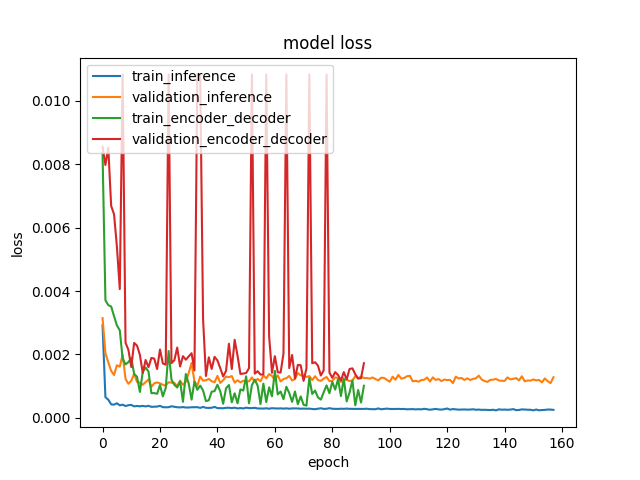 model loss
train_inference
validation_inference
train_encoder_decoder
validation_encoder_decoder
loss
0.010
0.008
0.006
0.004
0.002
0.000
0 20 40 60 80 100 120 140 160
epoch